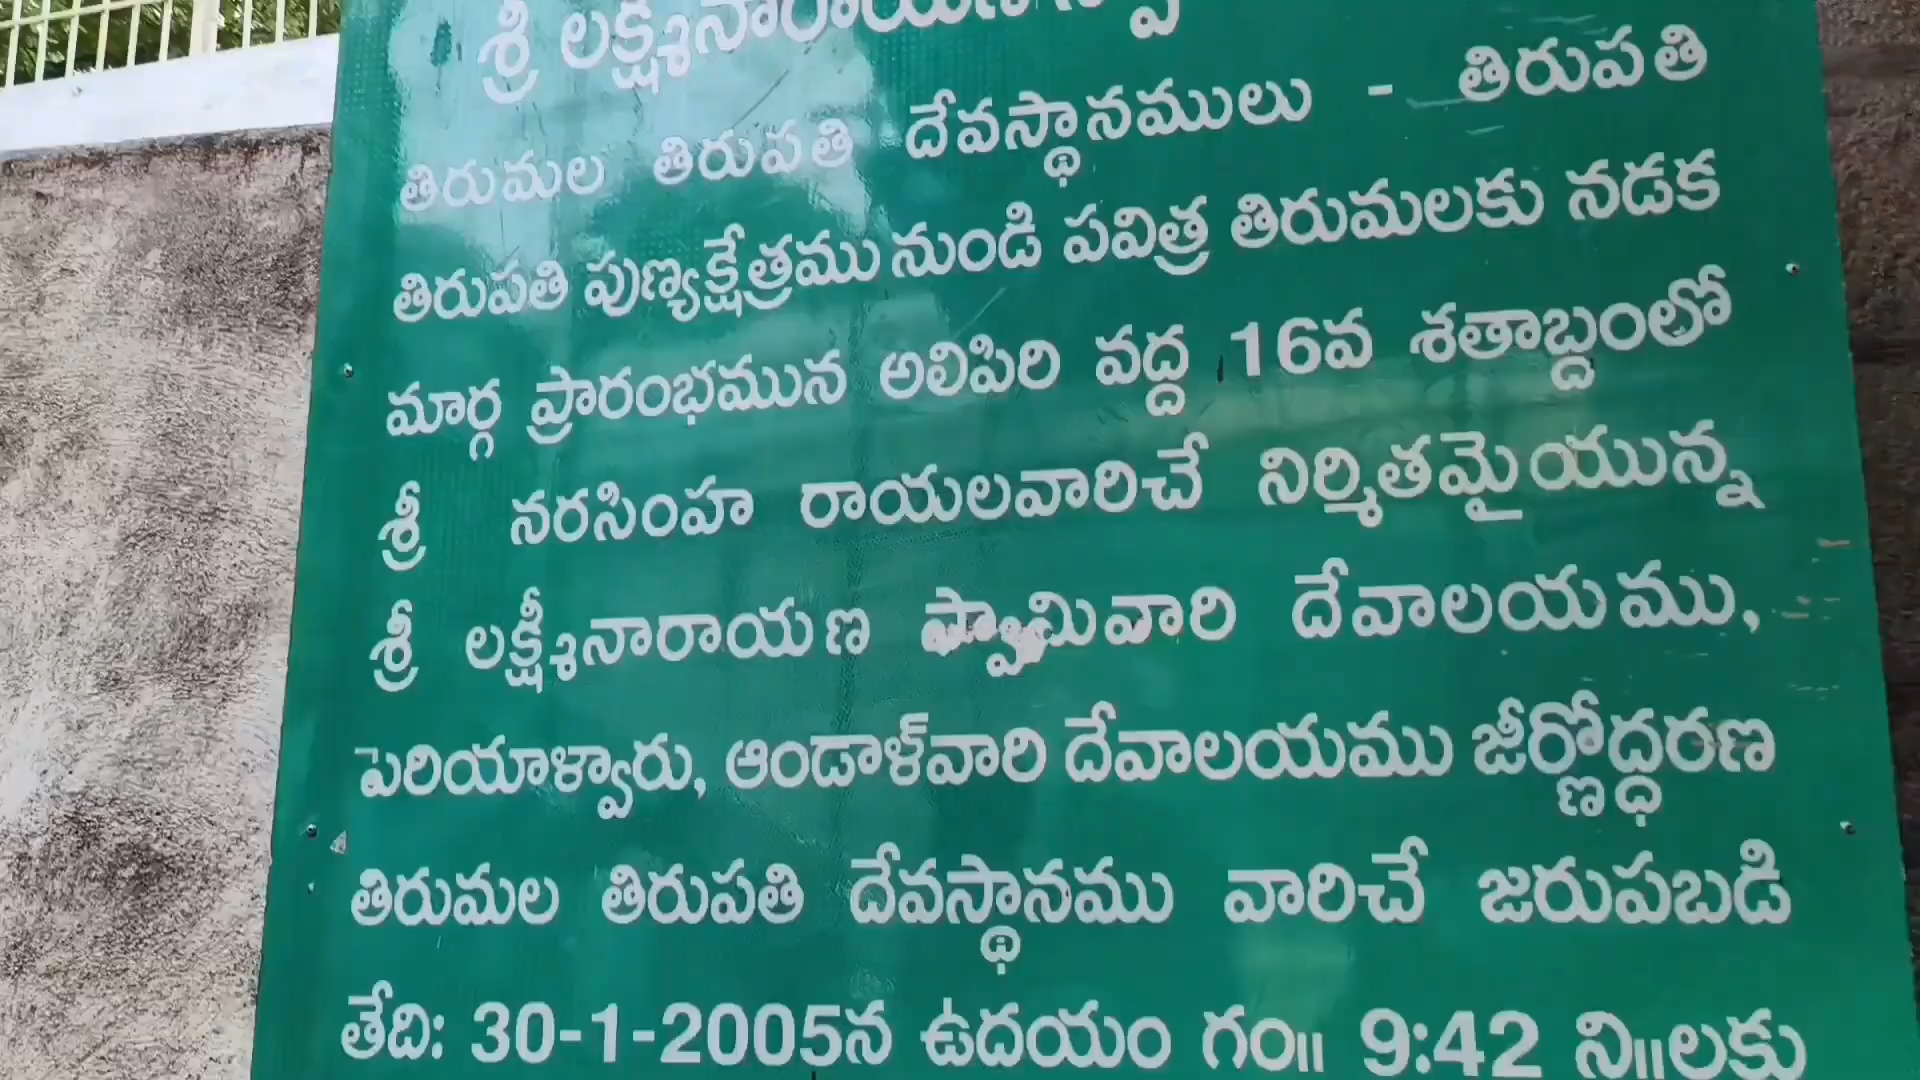 శ్రీ లక్ష్మీనారాయణ
తిరుమల తిరుపతి దేవస్థానములు - తిరుపతి
తిరుపతి పుణ్యక్షేత్రము నుండి పవిత్ర తిరుమలకు నడక
మార్గ ప్రారంభమున అలిపిరి వద్ద 16వ శతాబ్దంలో
శ్రీ నరసింహ రాయలవారిచే నిర్మితమైయున్న
శ్రీ లక్ష్మీనారాయణ స్వామివారి దేవాలయము,
పెరియాళ్వారు, ఆండాళ్‌వారి దేవాలయము జీర్ణోద్ధరణ
తిరుమల తిరుపతి దేవస్థానము వారిచే జరుపబడి
తేది: 30-1-2005న ఉదయం గం॥ 9:42 ని॥లకు